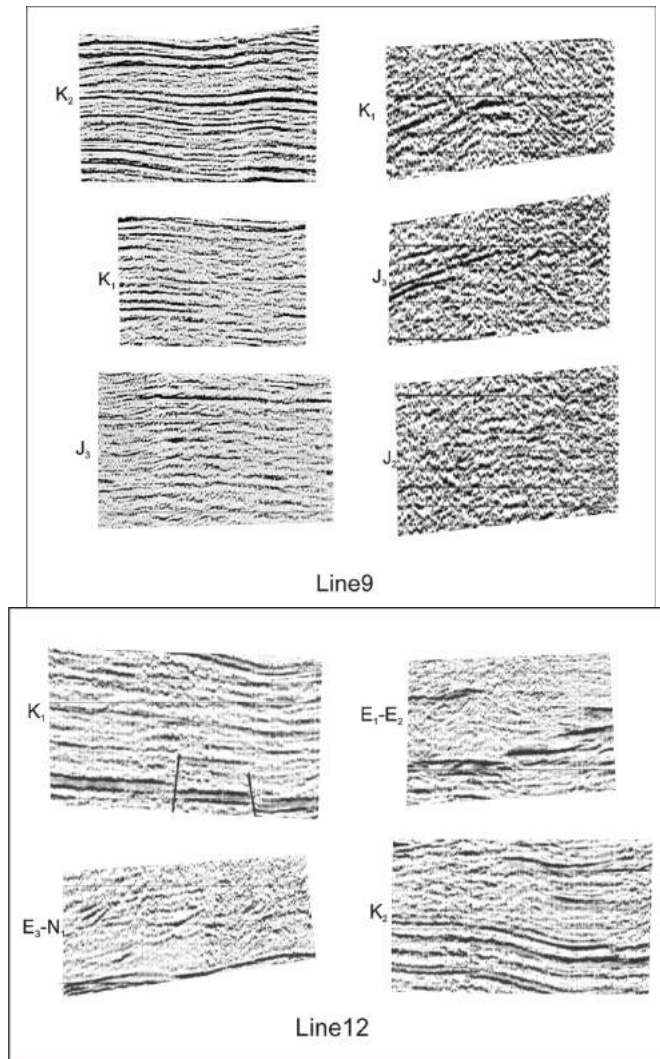 K₂
K₁
K₁
J₃
J₃
J₂
Line9
K₁
E₁-E₂
E₃-N₁
K₂
Line12